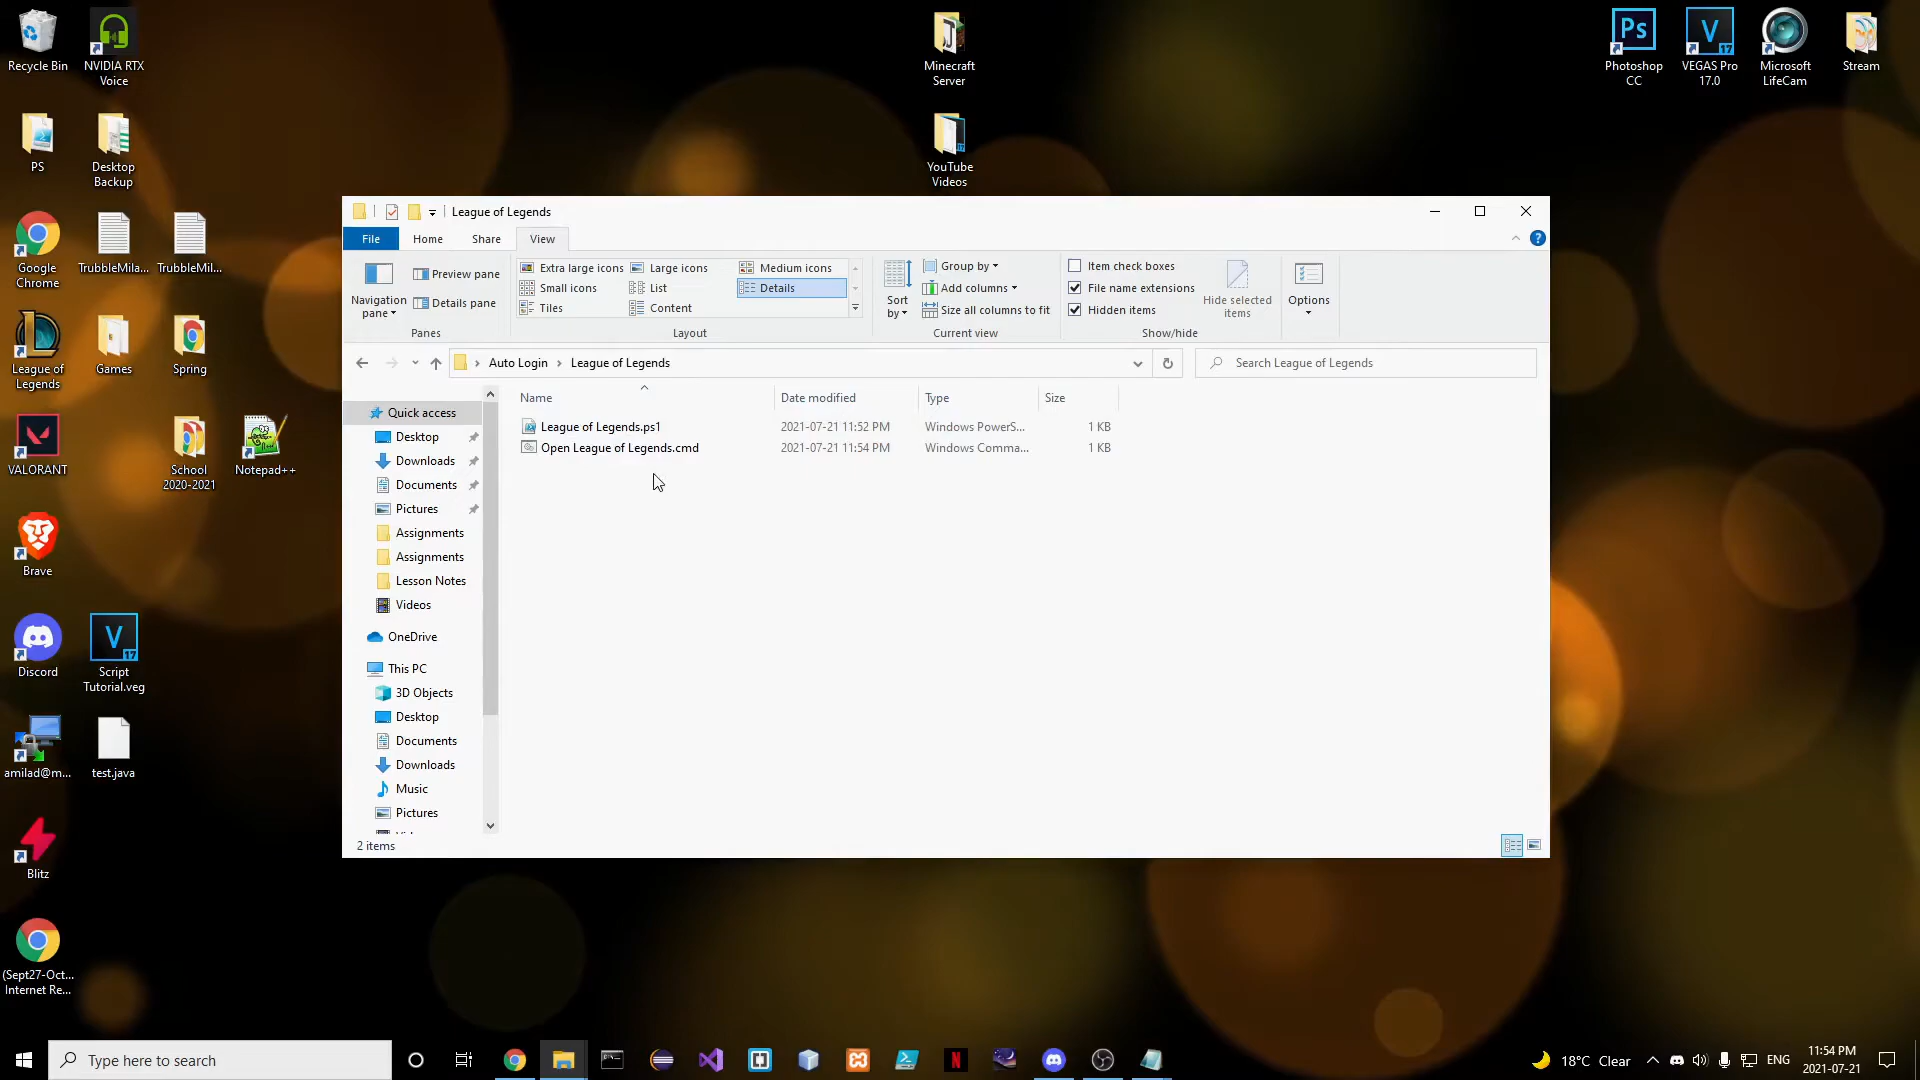 Recycle Bin
NVIDIA RTX
Voice
Minecraft
Server
Photoshop
CC
VEGAS Pro
17.0
Microsoft
LifeCam
Stream
PS
Desktop
Backup
YouTube
Videos
Google
Chrome
TrubbleMila...
TrubbleMil...
League of
Legends
Games
Spring
VALORANT
School
2020-2021
Notepad++
Brave
Discord
Script
Tutorial.veg
amilad@m...
test.java
Blitz
(Sept27-Oct...
Internet Re...
League of Legends
File
Home
Share
View
Navigation
pane
Preview pane
Details pane
Panes
Extra large icons
Large icons
Medium icons
Small icons
List
Details
Tiles
Content
Layout
Sort
by
Group by
Add columns
Size all columns to fit
Current view
Item check boxes
File name extensions
Hidden items
Hide selected
items
Show/hide
Options
Auto Login
League of Legends
Search League of Legends
Name
Date modified
Type
Size
League of Legends.ps1
2021-07-21 11:52 PM
Windows PowerS...
1 KB
Open League of Legends.cmd
2021-07-21 11:54 PM
Windows Comma...
1 KB
Quick access
Desktop
Downloads
Documents
Pictures
Assignments
Assignments
Lesson Notes
Videos
OneDrive
This PC
3D Objects
Desktop
Documents
Downloads
Music
Pictures
2 items
Type here to search
18°C Clear
ENG
11:54 PM
2021-07-21